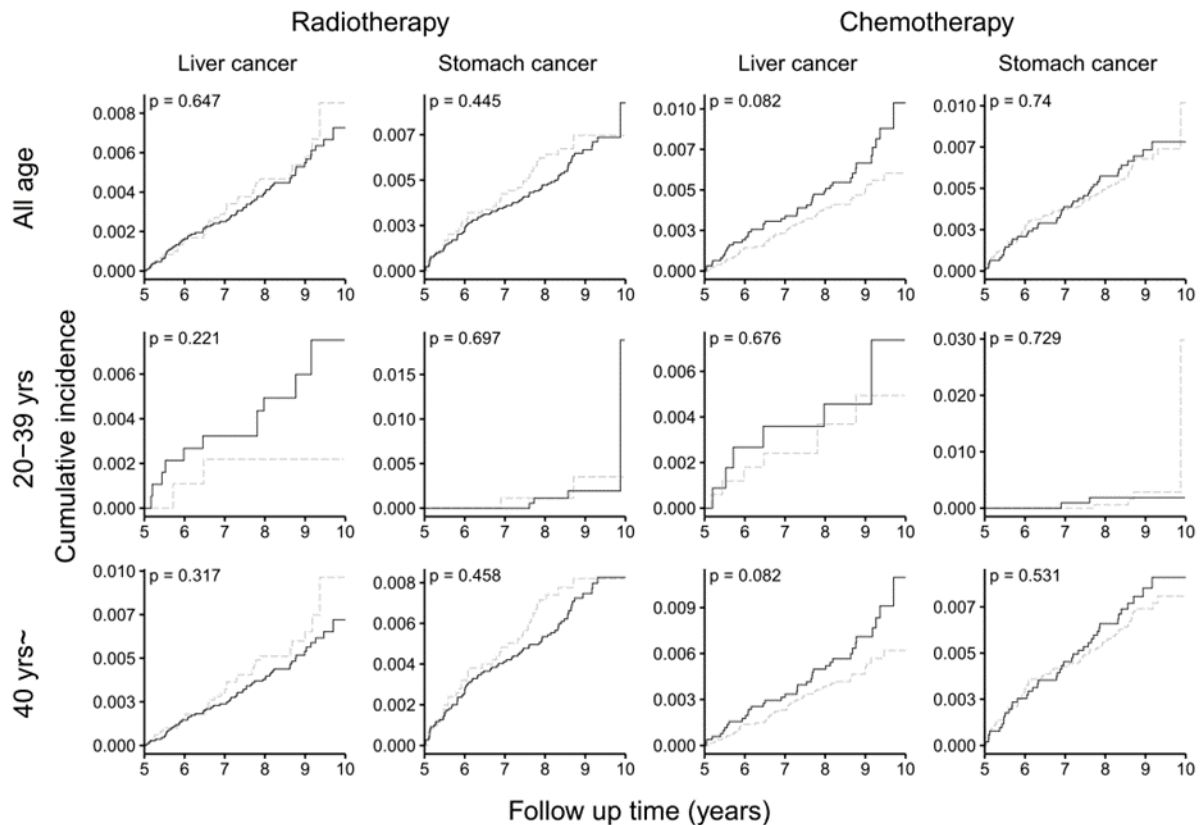 Radiotherapy Chemotherapy
Liver cancer Stomach cancer Liver cancer Stomach cancer
All age
p = 0.647
0.008
0.006
0.003
0.002
0.000
5 6 7 8 9 10
p = 0.445
0.007
0.003
0.000
5 6 7 8 9 10
p = 0.082
0.010
0.007
0.005
0.003
0.000
5 6 7 8 9 10
p = 0.74
0.010
0.007
0.005
0.003
0.000
5 6 7 8 9 10
Cumulative incidence
20−39 yrs
p = 0.221
0.006
0.004
0.002
0.000
5 6 7 8 9 10
p = 0.697
0.015
0.010
0.005
0.000
5 6 7 8 9 10
p = 0.676
0.006
0.004
0.002
0.000
5 6 7 8 9 10
p = 0.729
0.030
0.020
0.010
0.000
5 6 7 8 9 10
40 yrs~
p = 0.317
0.010
0.007
0.005
0.003
0.000
5 6 7 8 9 10
p = 0.458
0.008
0.006
0.003
0.002
0.000
5 6 7 8 9 10
p = 0.082
0.009
0.006
0.003
0.000
5 6 7 8 9 10
p = 0.531
0.007
0.005
0.003
0.000
5 6 7 8 9 10
Follow up time (years)